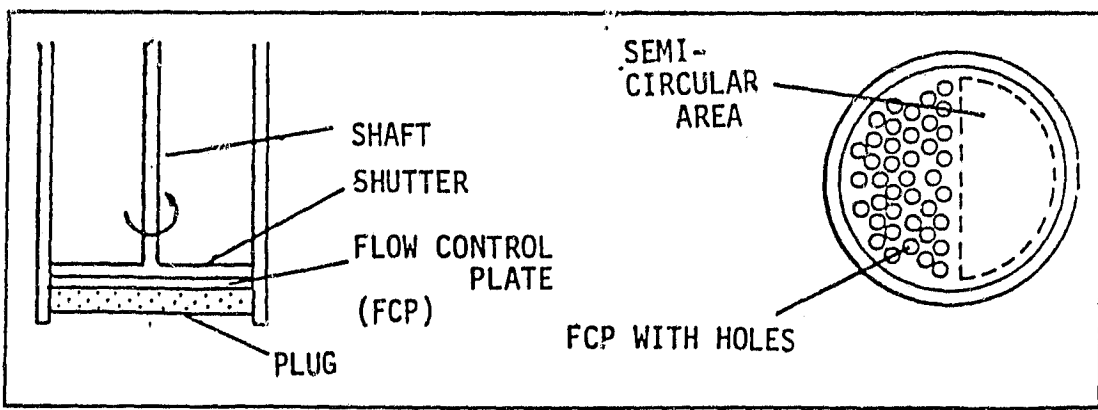 SHAFT
SHUTTER
FLOW CONTROL
PLATE
(FCP)
PLUG
SEMI-
CIRCULAR
AREA
FCP WITH HOLES